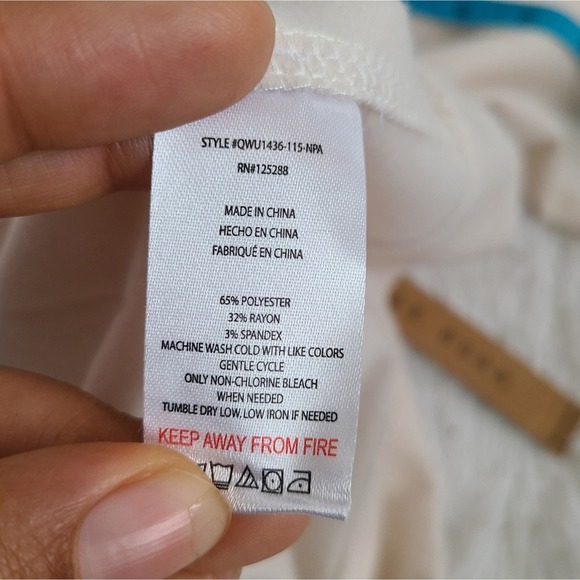 STYLE #QWU1436-115-NPA
RN#125288
MADE IN CHINA
HECHO EN CHINA
FABRIQUÉ EN CHINA
65% POLYESTER
32% RAYON
3% SPANDEX
MACHINE WASH COLD WITH LIKE COLORS
GENTLE CYCLE
ONLY NON-CHLORINE BLEACH
WHEN NEEDED
TUMBLE DRY LOW, LOW IRON IF NEEDED
KEEP AWAY FROM FIRE